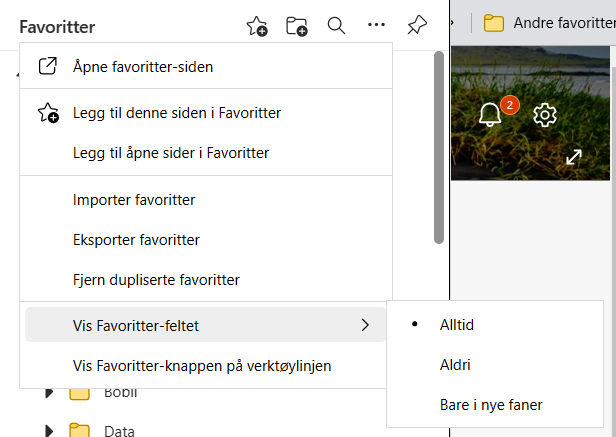 Favoritter
Andre favoritter
Åpne favoritter-siden
Legg til denne siden i Favoritter
2
Legg til åpne sider i Favoritter
Importer favoritter
Eksporter favoritter
Fjern dupliserte favoritter
Vis Favoritter-feltet
Alltid
Vis Favoritter-knappen på verktøylinjen
Aldri
Bobil
Bare i nye faner
Data